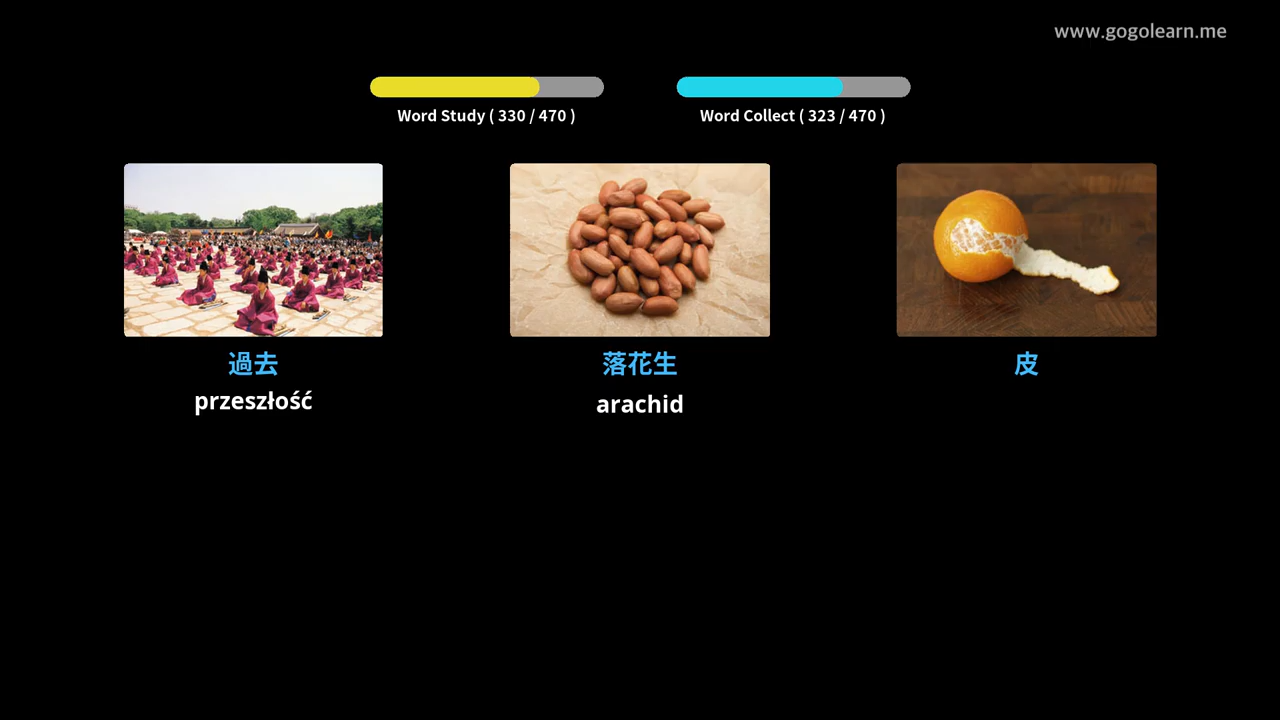 www.gogolearn.me
Word Study ( 330 / 470 )
Word Collect ( 323 / 470 )
過去
落花生
皮
przeszłość
arachid